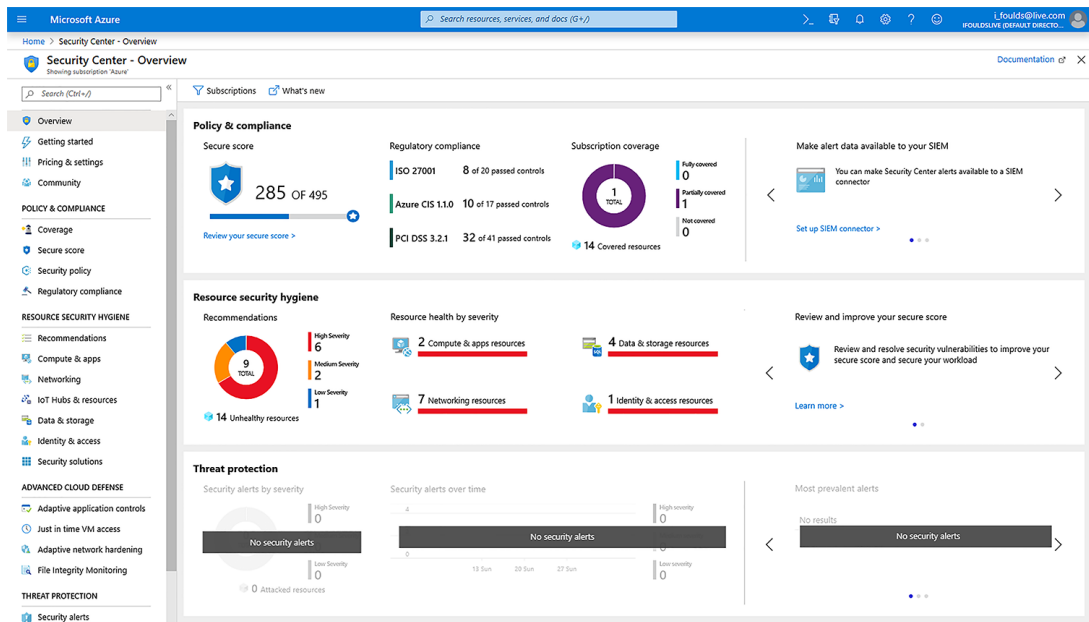 Microsoft Azure
Search resources, services, and docs (G+/)
i_foulds@live.com
IFOULDSLIVE (DEFAULT DIRECTO...
Home > Security Center - Overview
Security Center - Overview
Showing subscription 'Azure'
Documentation
Search (Ctrl+/)
Overview
Getting started
Pricing & settings
Community
POLICY & COMPLIANCE
Coverage
Secure score
Security policy
Regulatory compliance
RESOURCE SECURITY HYGIENE
Recommendations
Compute & apps
Networking
IoT Hubs & resources
Data & storage
Identity & access
Security solutions
ADVANCED CLOUD DEFENSE
Adaptive application controls
Just in time VM access
Adaptive network hardening
File Integrity Monitoring
THREAT PROTECTION
Security alerts
Subscriptions
What's new
Policy & compliance
Secure score
285 OF 495
Review your secure score >
Regulatory compliance
ISO 27001 8 of 20 passed controls
Azure CIS 1.1.0 10 of 17 passed controls
PCI DSS 3.2.1 32 of 41 passed controls
Subscription coverage
1
TOTAL
Fully covered
0
Partially covered
1
Not covered
0
14 Covered resources
Make alert data available to your SIEM
You can make Security Center alerts available to a SIEM
connector
Set up SIEM connector >
Resource security hygiene
Recommendations
9
TOTAL
High Severity
6
Medium Severity
2
Low Severity
1
14 Unhealthy resources
Resource health by severity
2 Compute & apps resources
4 Data & storage resources
7 Networking resources
1 Identity & access resources
Review and improve your secure score
Review and resolve security vulnerabilities to improve your
secure score and secure your workload
Learn more >
Threat protection
Security alerts by severity
High Severity
0
No security alerts
Low Severity
0
0 Attacked resources
Security alerts over time
4
0
13 Sun 20 Sun 27 Sun
High severity
0
No security alerts
Low severity
0
Most prevalent alerts
No results
No security alerts